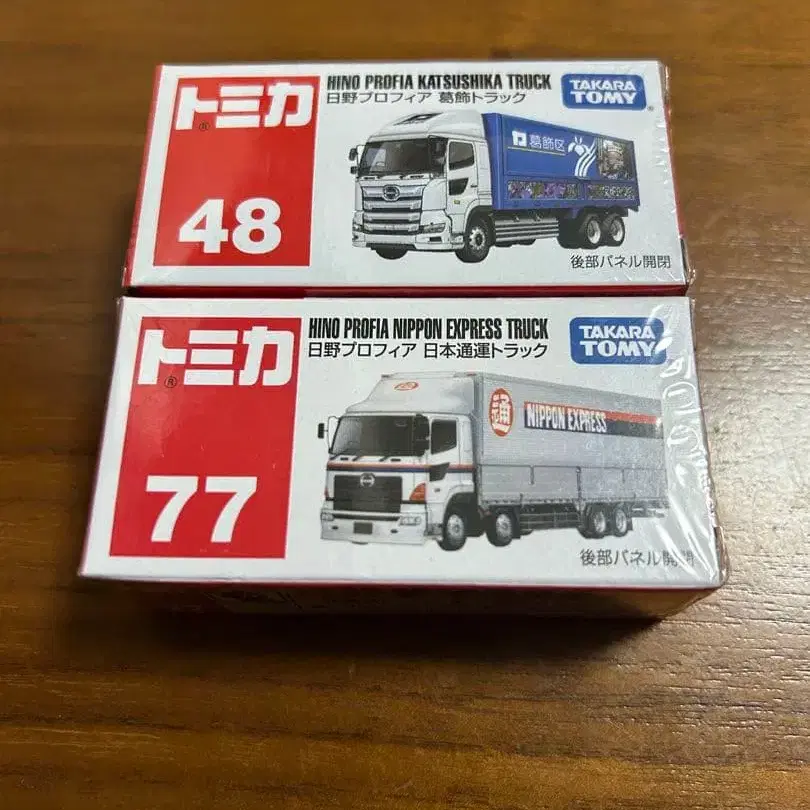 トミカ®
HINO PROFIA KATSUSHIKA TRUCK
日野プロフィア 葛飾トラック
TAKARA
TOMY®
48
葛飾区
後部パネル開閉
トミカ®
HINO PROFIA NIPPON EXPRESS TRUCK
日野プロフィア 日本通運トラック
TAKARA
TOMY
77
通
NIPPON EXPRESS
後部パネル開閉